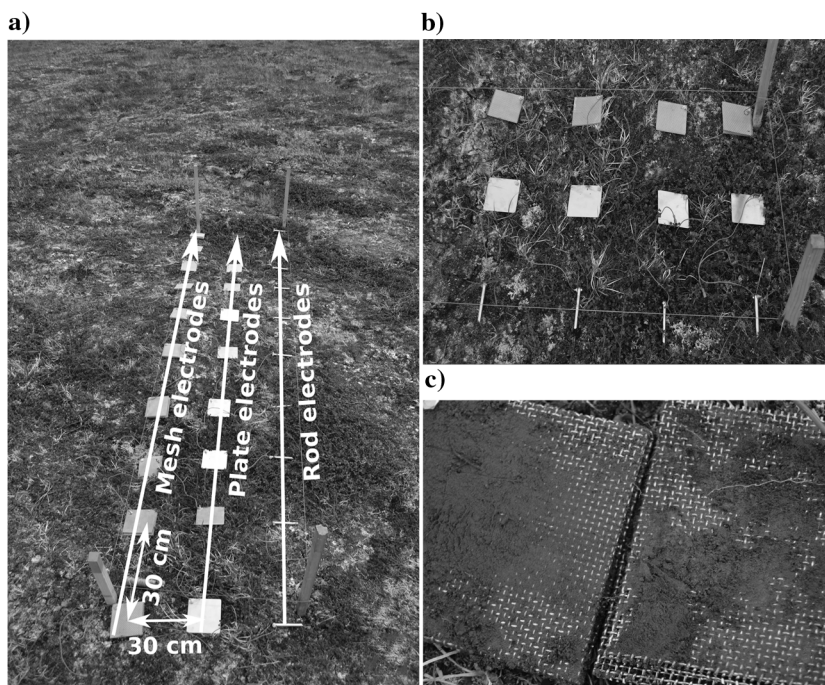 a)
Mesh electrodes
Plate electrodes
Rod electrodes
30 cm
30 cm
b)
c)